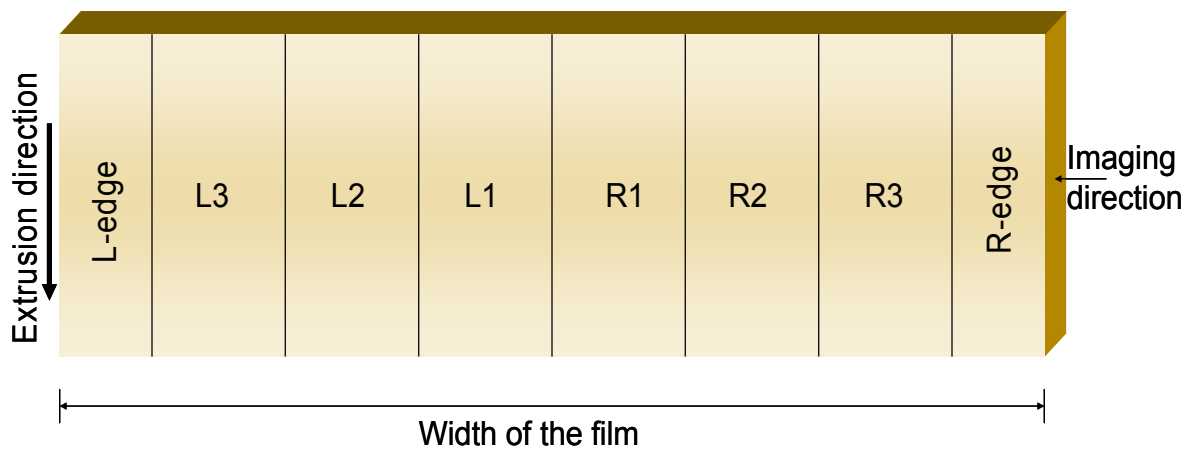 Extrusion direction
L-edge
L3
L2
L1
R1
R2
R3
R-edge
Imaging
direction
Width of the film